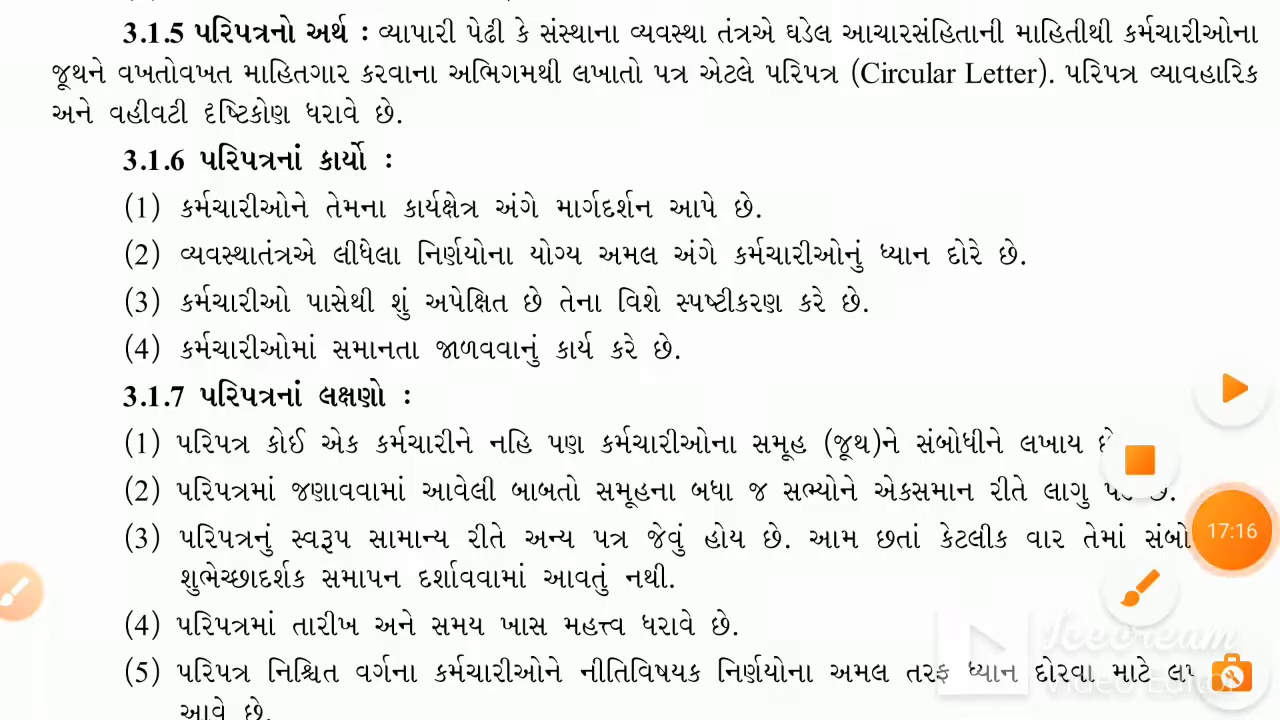 3.1.5 પરિપત્રનો અર્થ : વ્યાપારી પેઢી કે સંસ્થાના વ્યવસ્થા તંત્રએ ઘડેલ આચારસંહિતાની માહિતીથી કર્મચારીઓના
જૂથને વખતોવખત માહિતગાર કરવાના અભિગમથી લખાતો પત્ર એટલે પરિપત્ર (Circular Letter). પરિપત્ર વ્યાવહારિક
અને વહીવટી દૃષ્ટિકોણ ધરાવે છે.
3.1.6 પરિપત્રનાં કાર્યો :
(1) કર્મચારીઓને તેમના કાર્યક્ષેત્ર અંગે માર્ગદર્શન આપે છે.
(2) વ્યવસ્થાતંત્રએ લીધેલા નિર્ણયોના યોગ્ય અમલ અંગે કર્મચારીઓનું ધ્યાન દોરે છે.
(3) કર્મચારીઓ પાસેથી શું અપેક્ષિત છે તેના વિશે સ્પષ્ટીકરણ કરે છે.
(4) કર્મચારીઓમાં સમાનતા જાળવવાનું કાર્ય કરે છે.
3.1.7 પરિપત્રનાં લક્ષણો :
(1) પરિપત્ર કોઈ એક કર્મચારીને નહિ પણ કર્મચારીઓના સમૂહ (જૂથ)ને સંબોધીને લખાય
(2) પરિપત્રમાં જણાવવામાં આવેલી બાબતો સમૂહના બધા જ સભ્યોને એકસમાન રીતે લાગુ છે.
17:16
(3) પરિપત્રનું સ્વરૂપ સામાન્ય રીતે અન્ય પત્ર જેવું હોય છે. આમ છતાં કેટલીક વાર તેમાં
શુભેચ્છાદર્શક સમાપન દર્શાવવામાં આવતું નથી.
(4) પરિપત્રમાં તારીખ અને સમય ખાસ મહત્ત્વ ધરાવે છે.
Icecream
(5) પરિપત્ર નિશ્ચિત વર્ગના કર્મચારીઓને નીતિવિષયક નિર્ણયોના અમલ તરફ ધ્યાન દોરવા માટે
Video Editor
આવે છે.